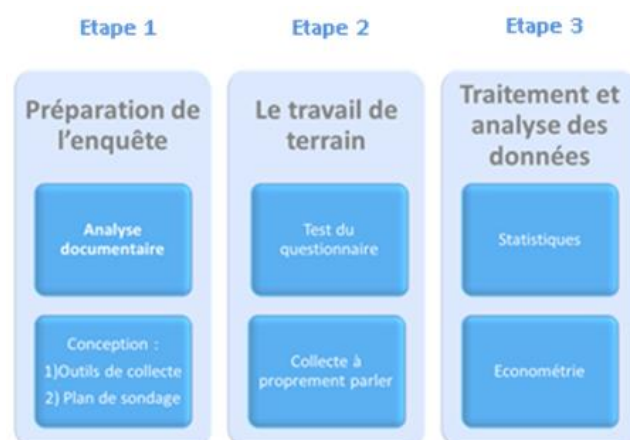 Etape 1
Préparation de
l'enquête
Analyse
documentaire
Conception :
1)Outils de collecte
2) Plan de sondage
Etape 2
Le travail de
terrain
Test du
questionnaire
Collecte à
proprement parler
Etape 3
Traitement et
analyse des
données
Statistiques
Econométrie